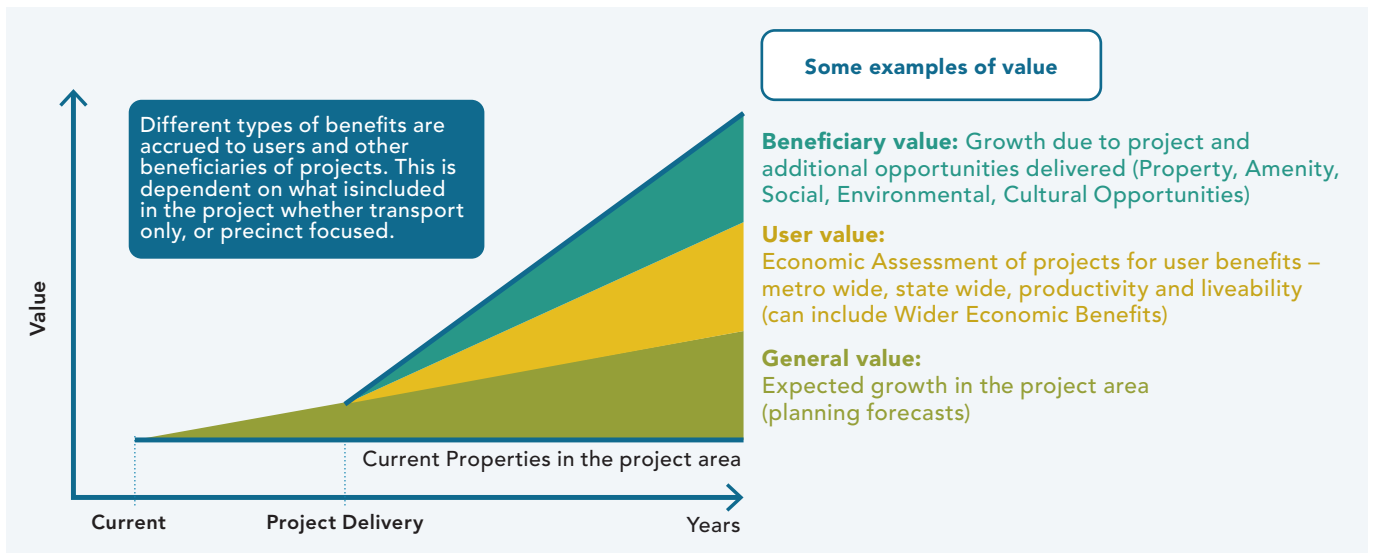 Some examples of value
Different types of benefits are
accrued to users and other
beneficiaries of projects. This is
dependent on what isincluded
in the project whether transport
only, or precinct focused.
Beneficiary value: Growth due to project and
additional opportunities delivered (Property, Amenity,
Social, Environmental, Cultural Opportunities)
User value:
Economic Assessment of projects for user benefits –
metro wide, state wide, productivity and liveability
(can include Wider Economic Benefits)
General value:
Expected growth in the project area
(planning forecasts)
Value
Current Properties in the project area
Current
Project Delivery
Years